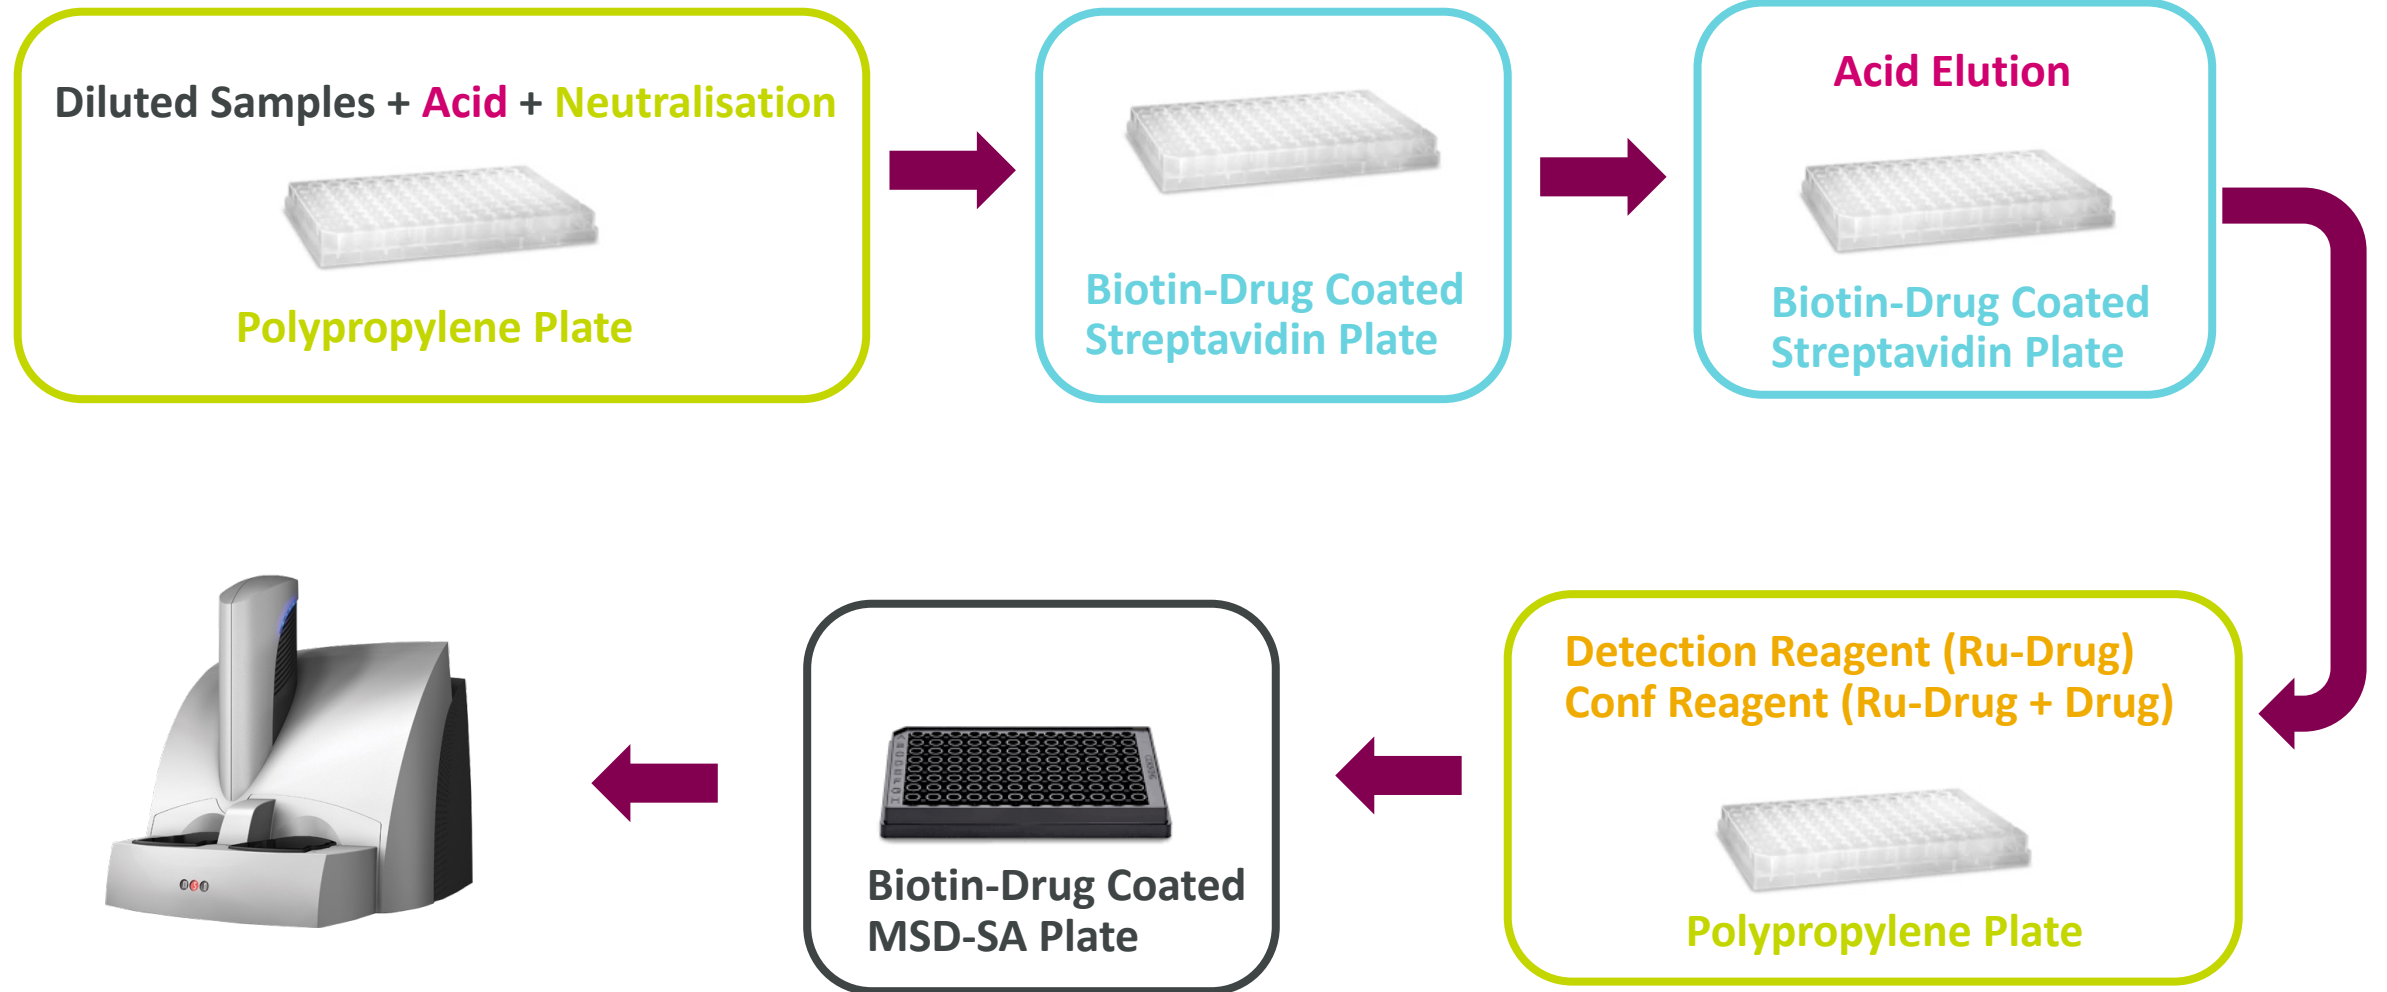 Diluted Samples + Acid + Neutralisation
Polypropylene Plate
Biotin-Drug Coated
Streptavidin Plate
Acid Elution
Biotin-Drug Coated
Streptavidin Plate
Detection Reagent (Ru-Drug)
Conf Reagent (Ru-Drug + Drug)
Polypropylene Plate
Biotin-Drug Coated
MSD-SA Plate